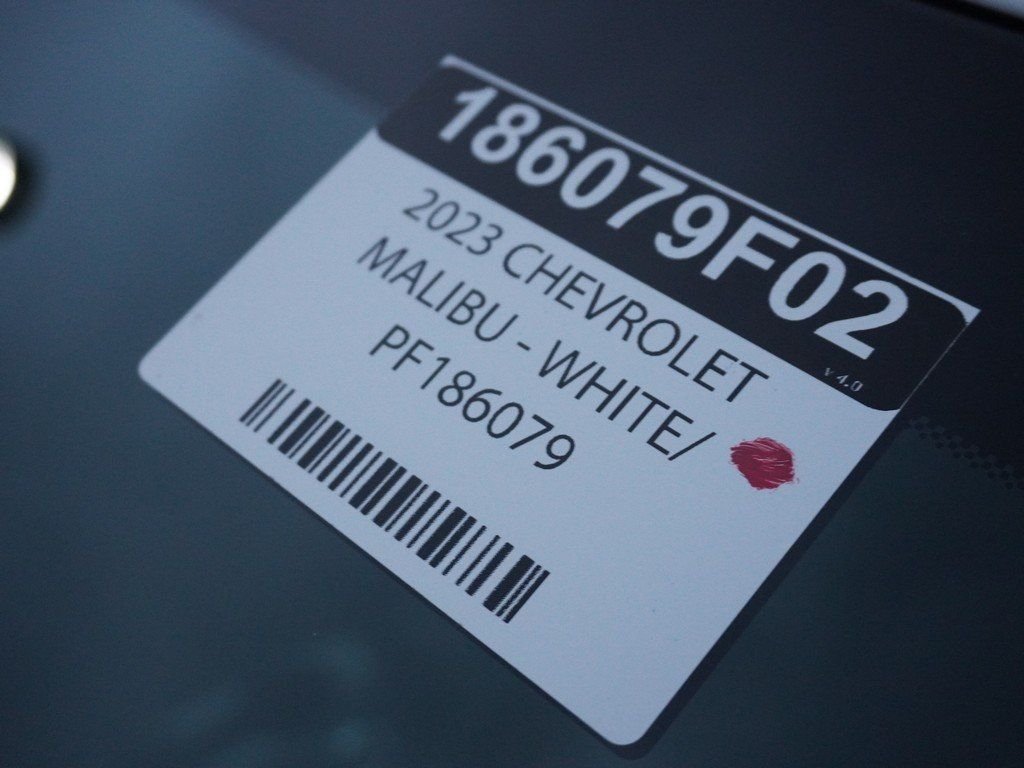 186079F02
v 4.0
2023 CHEVROLET
MALIBU - WHITE/
PF186079